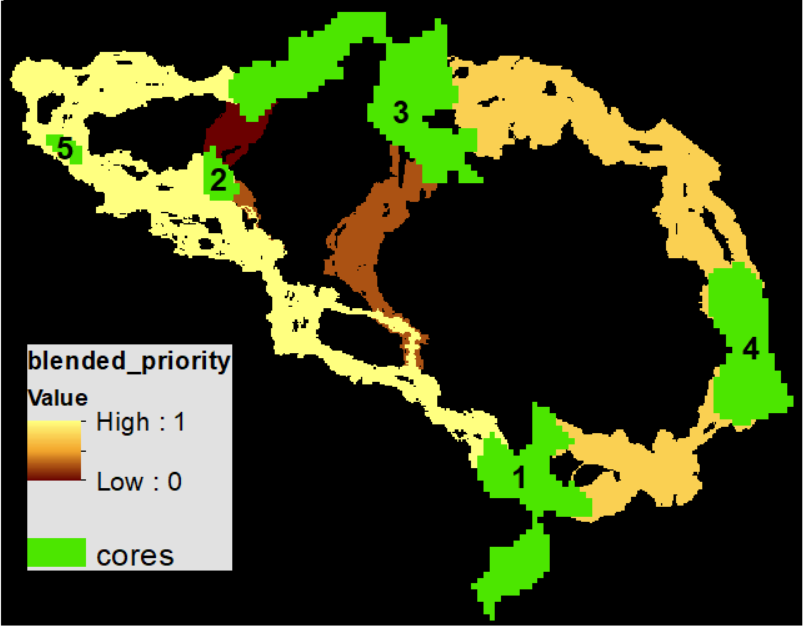 3
5
2
4
1
blended_priority
Value
High : 1
Low : 0
cores